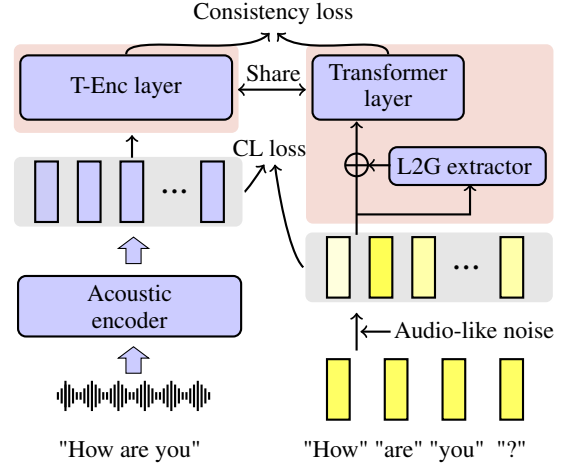 Consistency loss
T-Enc layer
Share
Transformer
layer
CL loss
L2G extractor
...
...
Acoustic
encoder
Audio-like noise
"How are you"
"How" "are" "you" "?"